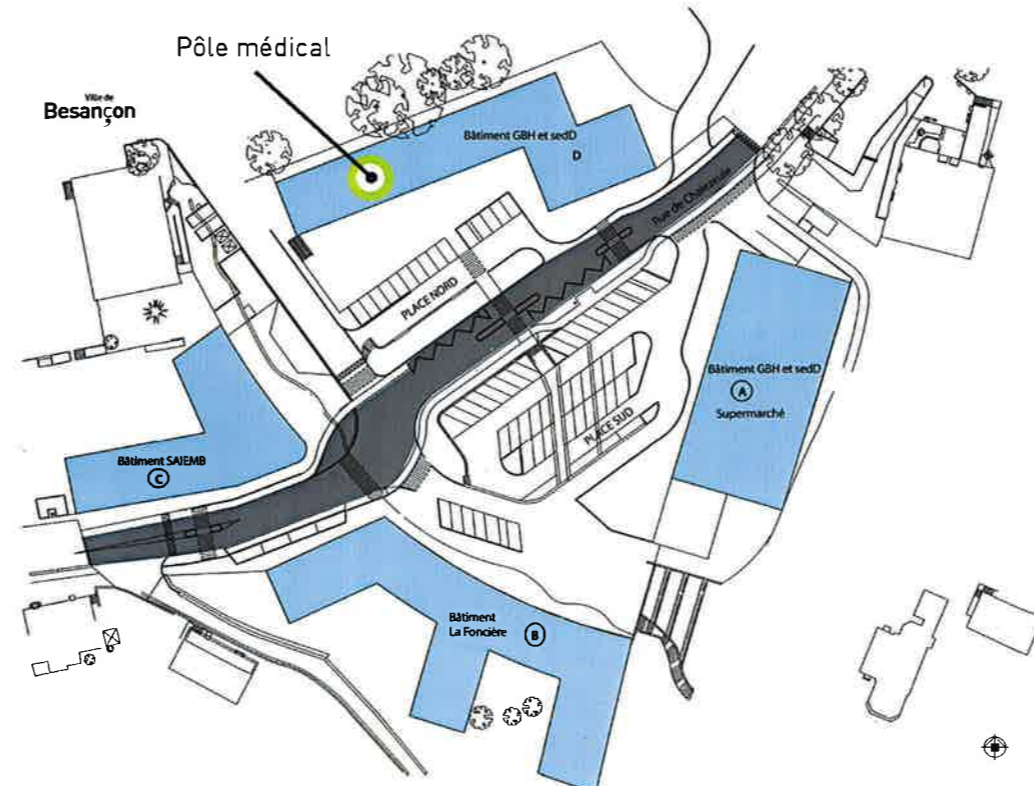 Pôle médical
Ville de
Besançon
Bâtiment GBH et sedD
D
Rue de Chaillouze
PLACE NORD
Bâtiment GBH et sedD
A
Supermarché
PLACE SUD
Bâtiment SAIEMB
C
Bâtiment
La Foncière
B